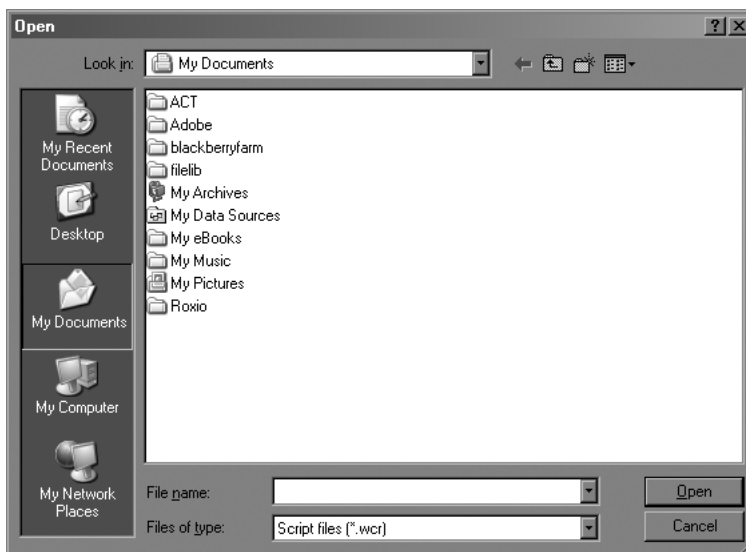 Open
Look in: My Documents
My Recent
Documents
Desktop
My Documents
My Computer
My Network
Places
ACT
Adobe
blackberryfarm
filelib
My Archives
My Data Sources
My eBooks
My Music
My Pictures
Roxio
File name:
Open
Files of type: Script files (*.wcr)
Cancel